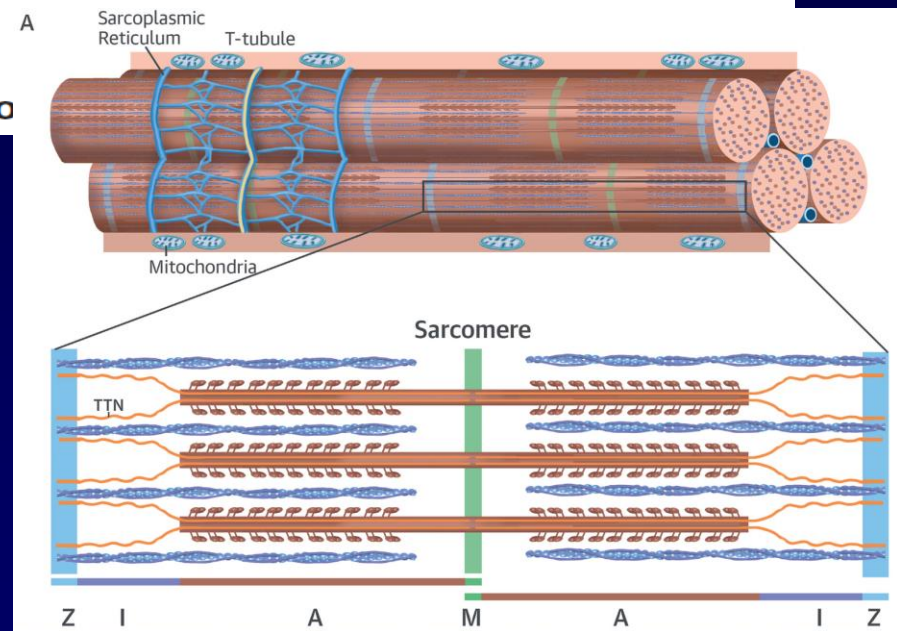 A
Sarcoplasmic
Reticulum
T-tubule
Mitochondria
Sarcomere
TTN
Z I A M A I Z